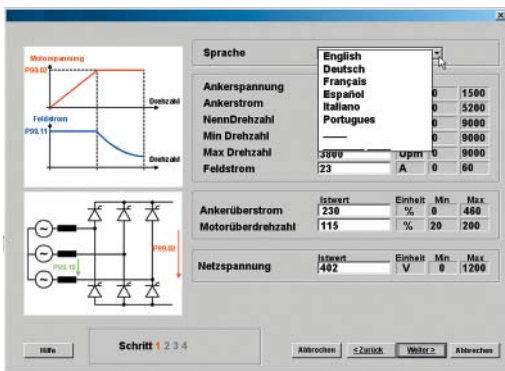 Motorspannung
P99.02
Drehzahl
Feldstrom
P99.11
Drehzahl
P99.10
P99.02
Sprache
English
Deutsch
Français
Español
Italiano
Portugues
Ankerspannung 0 1500
Ankerstrom 0 5200
NennDrehzahl 0 9000
Min Drehzahl 0 9000
Max Drehzahl 3800 Upm 0 9000
Feldstrom 23 A 0 60
Istwert Einheit Min Max
Ankerüberstrom 230 % 0 460
Motorüberdrehzahl 115 % 20 200
Istwert Einheit Min Max
Netzspannung 402 V 0 1200
Hilfe Schritt 1 2 3 4 Abbrechen <Zurück Weiter > Abbrechen